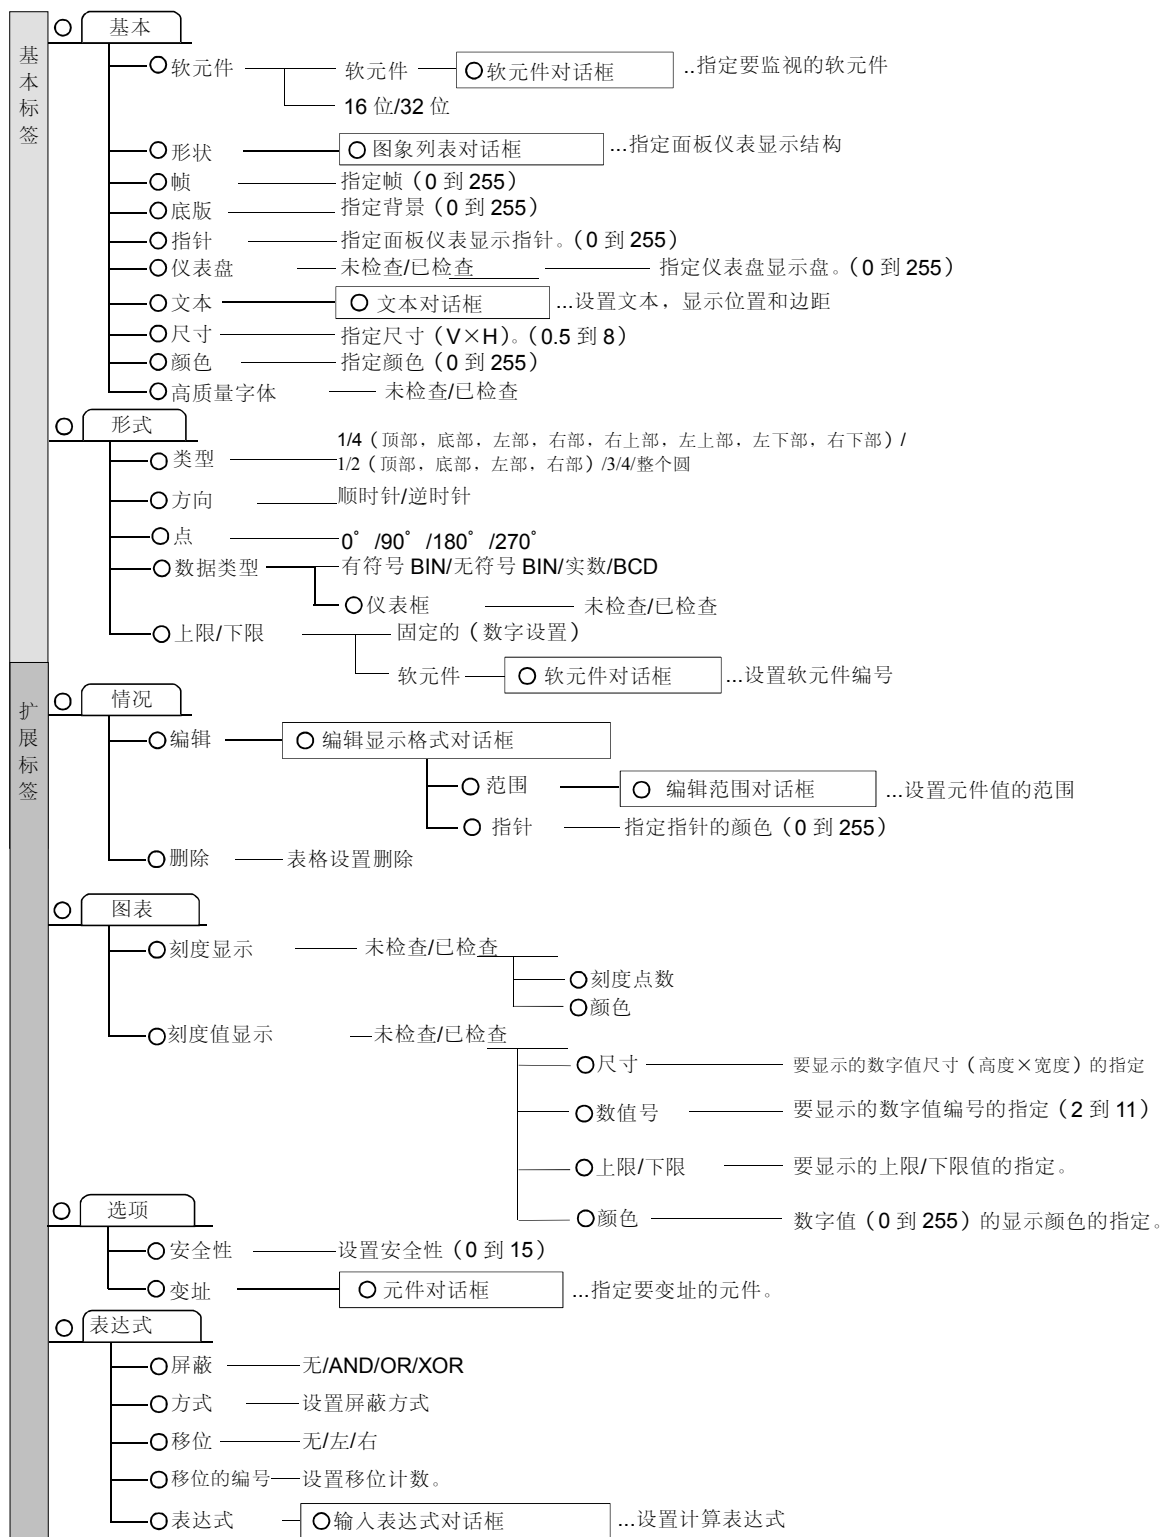 基本标签
基本
软元件 软元件 软元件对话框 ..指定要监视的软元件
16 位/32 位
形状 图象列表对话框 ...指定面板仪表显示结构
帧 指定帧（0 到 255）
底版 指定背景（0 到 255）
指针 指定面板仪表显示指针。（0 到 255）
仪表盘 未检查/已检查 指定仪表盘显示盘。（0 到 255）
文本 文本对话框 ...设置文本，显示位置和边距
尺寸 指定尺寸（V×H）。（0.5 到 8）
颜色 指定颜色（0 到 255）
高质量字体 未检查/已检查
形式
类型 1/4（顶部，底部，左部，右部，右上部，左上部，左下部，右下部）/
1/2（顶部，底部，左部，右部）/3/4/整个圆
方向 顺时针/逆时针
点 0°/90°/180°/270°
数据类型 有符号 BIN/无符号 BIN/实数/BCD
仪表框 未检查/已检查
上限/下限 固定的（数字设置）
软元件 软元件对话框 ...设置软元件编号
扩展标签
情况
编辑 编辑显示格式对话框
范围 编辑范围对话框 ...设置元件值的范围
指针 指定指针的颜色（0 到 255）
删除 表格设置删除
图表
刻度显示 未检查/已检查
刻度点数
颜色
刻度值显示 未检查/已检查
尺寸 要显示的数字值尺寸（高度×宽度）的指定
数值号 要显示的数字值编号的指定（2 到 11）
上限/下限 要显示的上限/下限值的指定。
颜色 数字值（0 到 255）的显示颜色的指定。
选项
安全性 设置安全性（0 到 15）
变址 元件对话框 ...指定要变址的元件。
表达式
屏蔽 无/AND/OR/XOR
方式 设置屏蔽方式
移位 无/左/右
移位的编号 设置移位计数。
表达式 输入表达式对话框 ...设置计算表达式